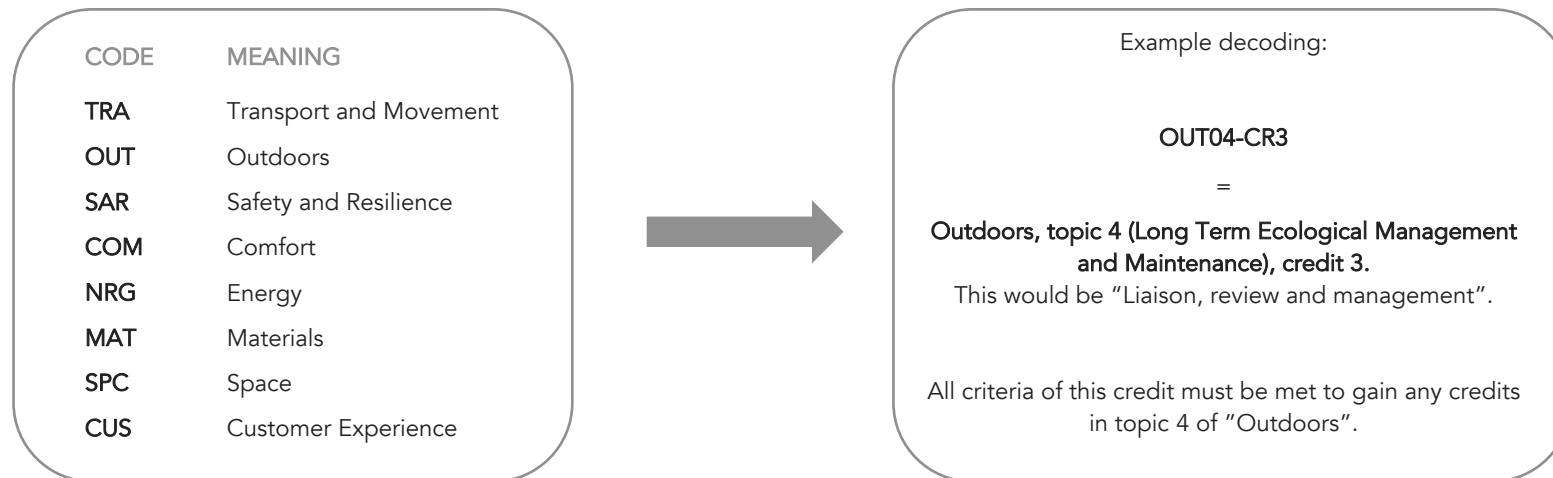 CODE MEANING
TRA Transport and Movement
OUT Outdoors
SAR Safety and Resilience
COM Comfort
NRG Energy
MAT Materials
SPC Space
CUS Customer Experience
Example decoding:
OUT04-CR3
=
Outdoors, topic 4 (Long Term Ecological Management
and Maintenance), credit 3.
This would be “Liaison, review and management”.
All criteria of this credit must be met to gain any credits
in topic 4 of “Outdoors”.